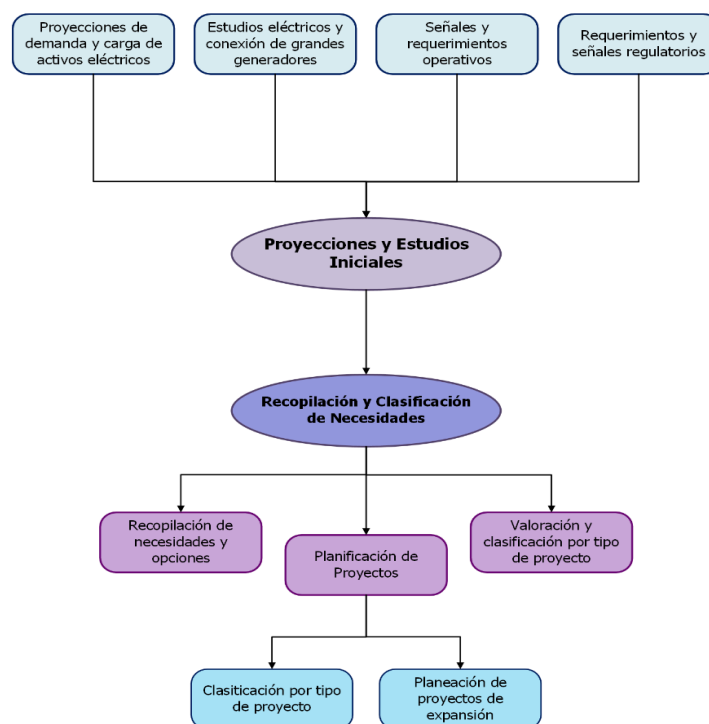 Proyecciones de
demanda y carga de
activos eléctricos
Estudios eléctricos y
conexión de grandes
generadores
Señales y
requerimientos
operativos
Requerimientos y
señales regulatorios
Proyecciones y Estudios
Iniciales
Recopilación y Clasificación
de Necesidades
Recopilación de
necesidades y
opciones
Planificación de
Proyectos
Valoración y
clasificación por tipo
de proyecto
Clasiticación por tipo
de proyecto
Planeación de
proyectos de
expansión